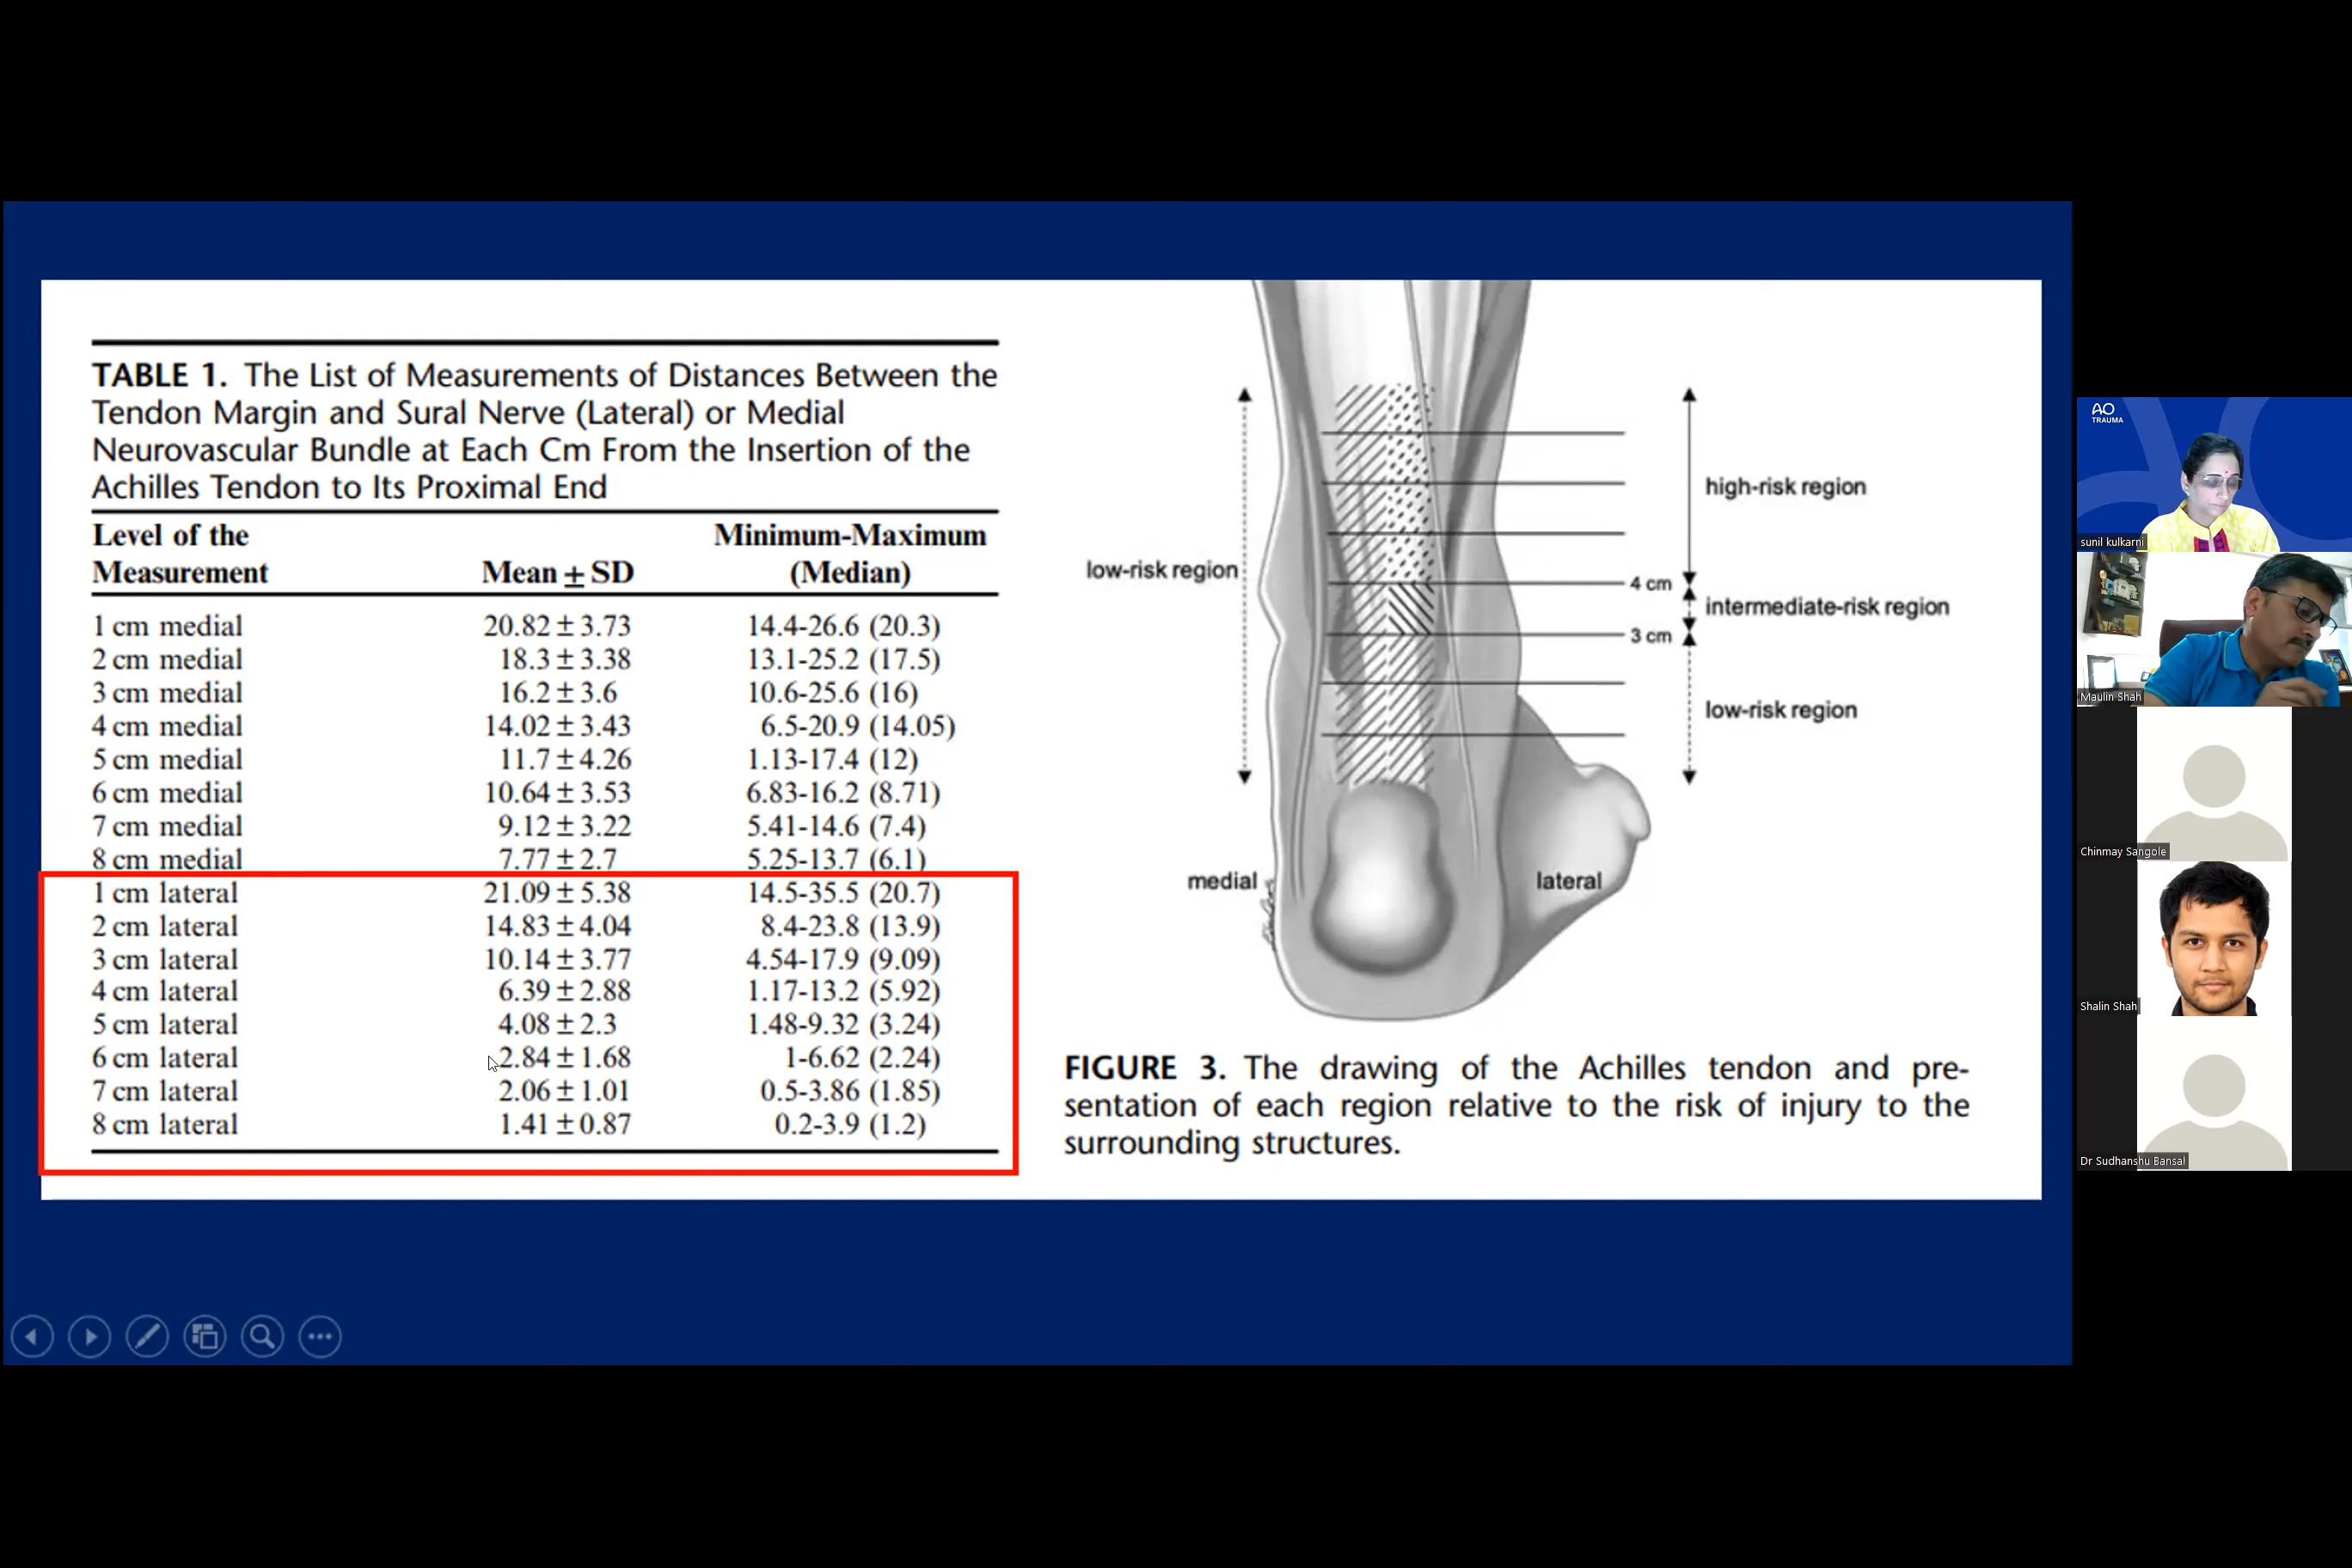 TABLE 1. The List of Measurements of Distances Between the
Tendon Margin and Sural Nerve (Lateral) or Medial
Neurovascular Bundle at Each Cm From the Insertion of the
Achilles Tendon to Its Proximal End
Level of the Measurement Mean ± SD Minimum-Maximum (Median)
1 cm medial 20.82 ± 3.73 14.4-26.6 (20.3)
2 cm medial 18.3 ± 3.38 13.1-25.2 (17.5)
3 cm medial 16.2 ± 3.6 10.6-25.6 (16)
4 cm medial 14.02 ± 3.43 6.5-20.9 (14.05)
5 cm medial 11.7 ± 4.26 1.13-17.4 (12)
6 cm medial 10.64 ± 3.53 6.83-16.2 (8.71)
7 cm medial 9.12 ± 3.22 5.41-14.6 (7.4)
8 cm medial 7.77 ± 2.7 5.25-13.7 (6.1)
1 cm lateral 21.09 ± 5.38 14.5-35.5 (20.7)
2 cm lateral 14.83 ± 4.04 8.4-23.8 (13.9)
3 cm lateral 10.14 ± 3.77 4.54-17.9 (9.09)
4 cm lateral 6.39 ± 2.88 1.17-13.2 (5.92)
5 cm lateral 4.08 ± 2.3 1.48-9.32 (3.24)
6 cm lateral 2.84 ± 1.68 1-6.62 (2.24)
7 cm lateral 2.06 ± 1.01 0.5-3.86 (1.85)
8 cm lateral 1.41 ± 0.87 0.2-3.9 (1.2)
high-risk region
low-risk region
4 cm
intermediate-risk region
3 cm
low-risk region
medial
lateral
FIGURE 3. The drawing of the Achilles tendon and pre-
sentation of each region relative to the risk of injury to the
surrounding structures.
AO
TRAUMA
sunil kulkarni
Maulin Shah
Chinmay Sangole
Shalin Shah
Dr Sudhanshu Bansal